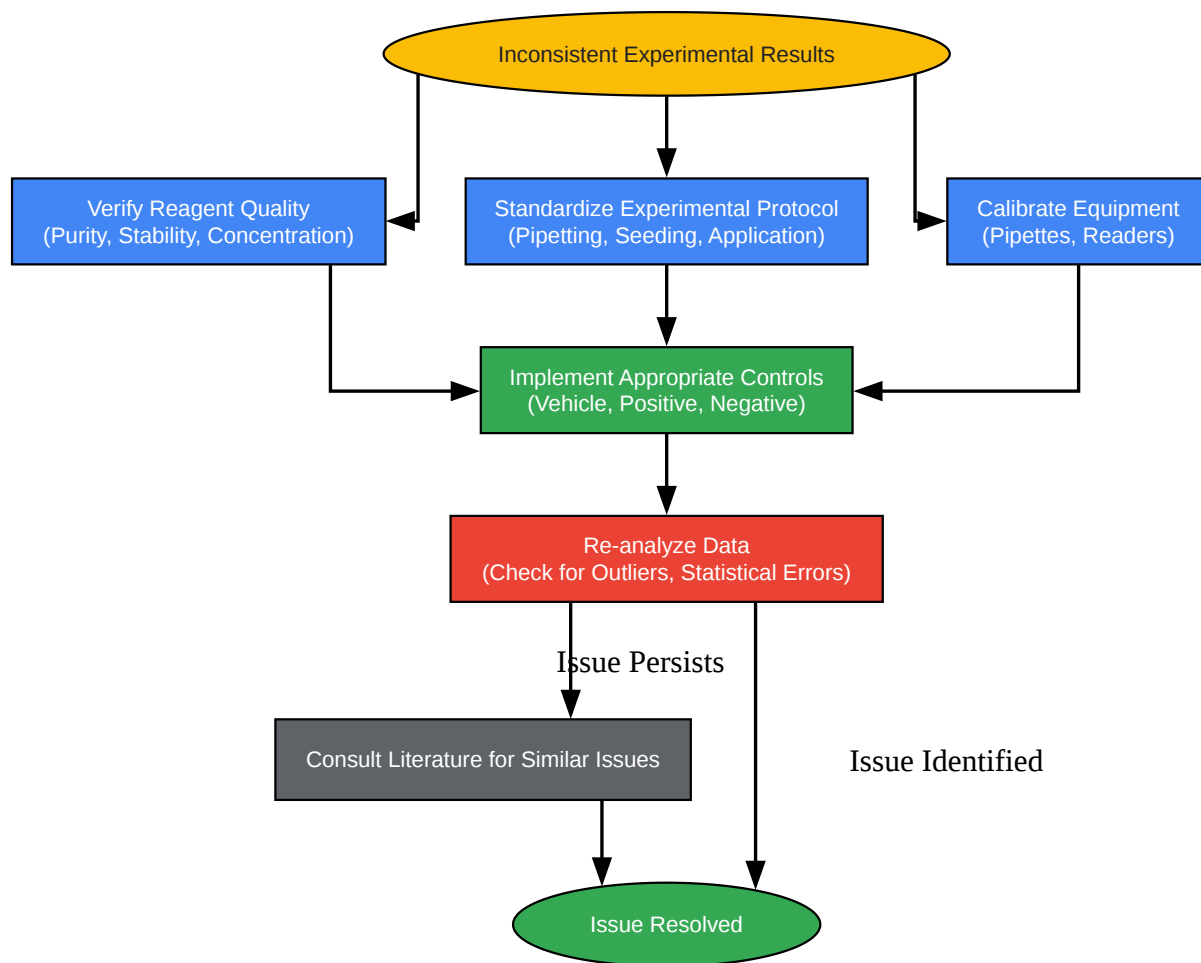 Inconsistent Experimental Results
Verify Reagent Quality
(Purity, Stability, Concentration)
Standardize Experimental Protocol
(Pipetting, Seeding, Application)
Calibrate Equipment
(Pipettes, Readers)
Implement Appropriate Controls
(Vehicle, Positive, Negative)
Re-analyze Data
(Check for Outliers, Statistical Errors)
Issue Persists
Consult Literature for Similar Issues
Issue Identified
Issue Resolved